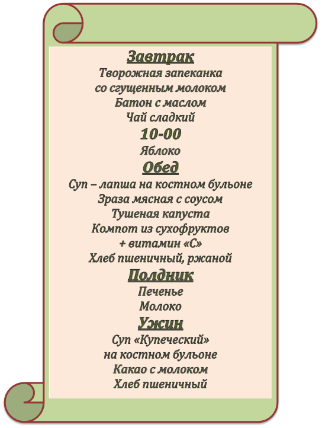 Завтрак
Творожная запеканка
со сгущенным молоком
Батон с маслом
Чай сладкий
10-00
Яблоко
Обед
Суп – лапша на костном бульоне
Зраза мясная с соусом
Тушеная капуста
Компот из сухофруктов
+ витамин «С»
Хлеб пшеничный, ржаной
Полдник
Печенье
Молоко
Ужин
Суп «Купеческий»
на костном бульоне
Какао с молоком
Хлеб пшеничный